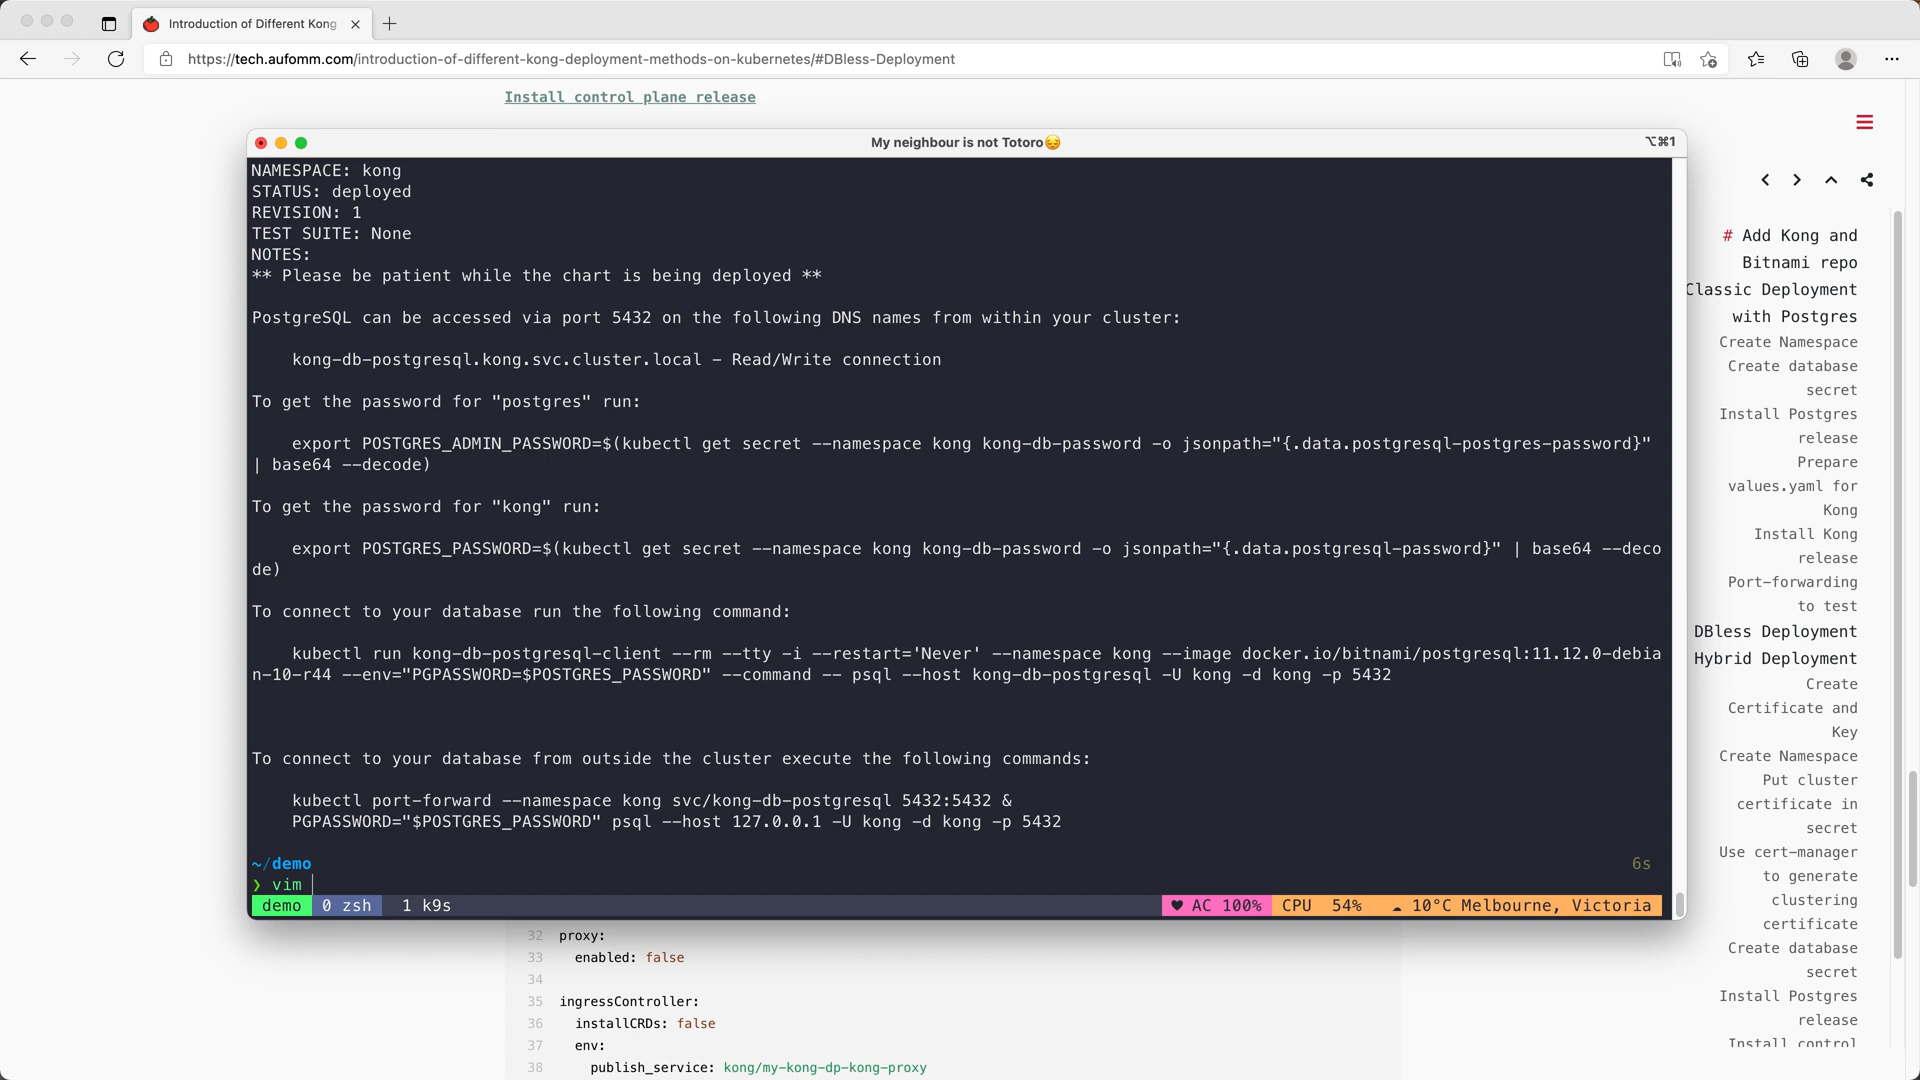 Introduction of Different Kong
https://tech.aufomm.com/introduction-of-different-kong-deployment-methods-on-kubernetes/#DBless-Deployment
Install control plane release
My neighbour is not Totoro😔
⌥⌘1
NAMESPACE: kong
STATUS: deployed
REVISION: 1
TEST SUITE: None
NOTES:
** Please be patient while the chart is being deployed **
PostgreSQL can be accessed via port 5432 on the following DNS names from within your cluster:
kong-db-postgresql.kong.svc.cluster.local - Read/Write connection
To get the password for "postgres" run:
export POSTGRES_ADMIN_PASSWORD=$(kubectl get secret --namespace kong kong-db-password -o jsonpath="{.data.postgresql-postgres-password}"
| base64 --decode)
To get the password for "kong" run:
export POSTGRES_PASSWORD=$(kubectl get secret --namespace kong kong-db-password -o jsonpath="{.data.postgresql-password}" | base64 --deco
de)
To connect to your database run the following command:
kubectl run kong-db-postgresql-client --rm --tty -i --restart='Never' --namespace kong --image docker.io/bitnami/postgresql:11.12.0-debia
n-10-r44 --env="PGPASSWORD=$POSTGRES_PASSWORD" --command -- psql --host kong-db-postgresql -U kong -d kong -p 5432
To connect to your database from outside the cluster execute the following commands:
kubectl port-forward --namespace kong svc/kong-db-postgresql 5432:5432 &
PGPASSWORD="$POSTGRES_PASSWORD" psql --host 127.0.0.1 -U kong -d kong -p 5432
~/demo 6s
❯ vim
demo 0 zsh 1 k9s ♥ AC 100% CPU 54% ☁ 10°C Melbourne, Victoria
32 proxy:
33 enabled: false
34
35 ingressController:
36 installCRDs: false
37 env:
38 publish_service: kong/my-kong-dp-kong-proxy
# Add Kong and
Bitnami repo
Classic Deployment
with Postgres
Create Namespace
Create database
secret
Install Postgres
release
Prepare
values.yaml for
Kong
Install Kong
release
Port-forwarding
to test
DBless Deployment
Hybrid Deployment
Create
Certificate and
Key
Create Namespace
Put cluster
certificate in
secret
Use cert-manager
to generate
clustering
certificate
Create database
secret
Install Postgres
release
Install control